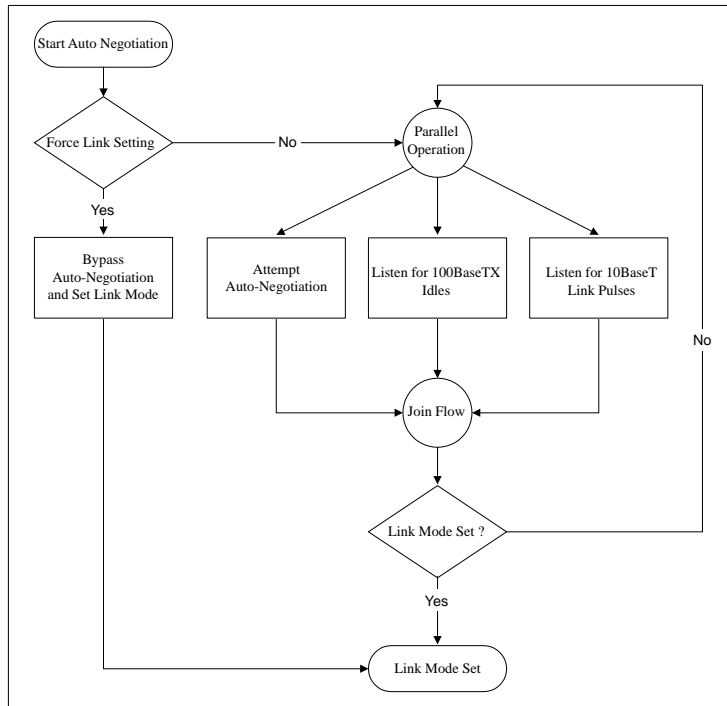 Start Auto Negotiation
Force Link Setting
No
Parallel
Operation
Yes
Bypass
Auto-Negotiation
and Set Link Mode
Attempt
Auto-Negotiation
Listen for 100BaseTX
Idles
Listen for 10BaseT
Link Pulses
No
Join Flow
Link Mode Set ?
Yes
Link Mode Set